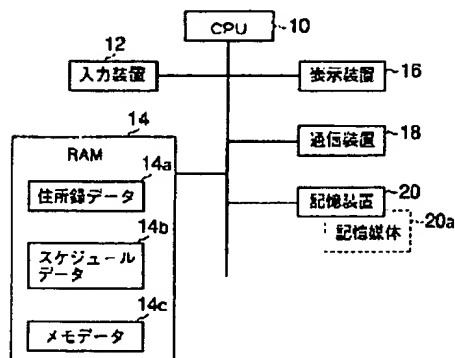 CPU
10
12
入力装置
表示装置
16
14
RAM
通信装置
18
14a
住所録データ
記憶装置
20
記憶媒体
20a
14b
スケジュール
データ
14c
メモデータ